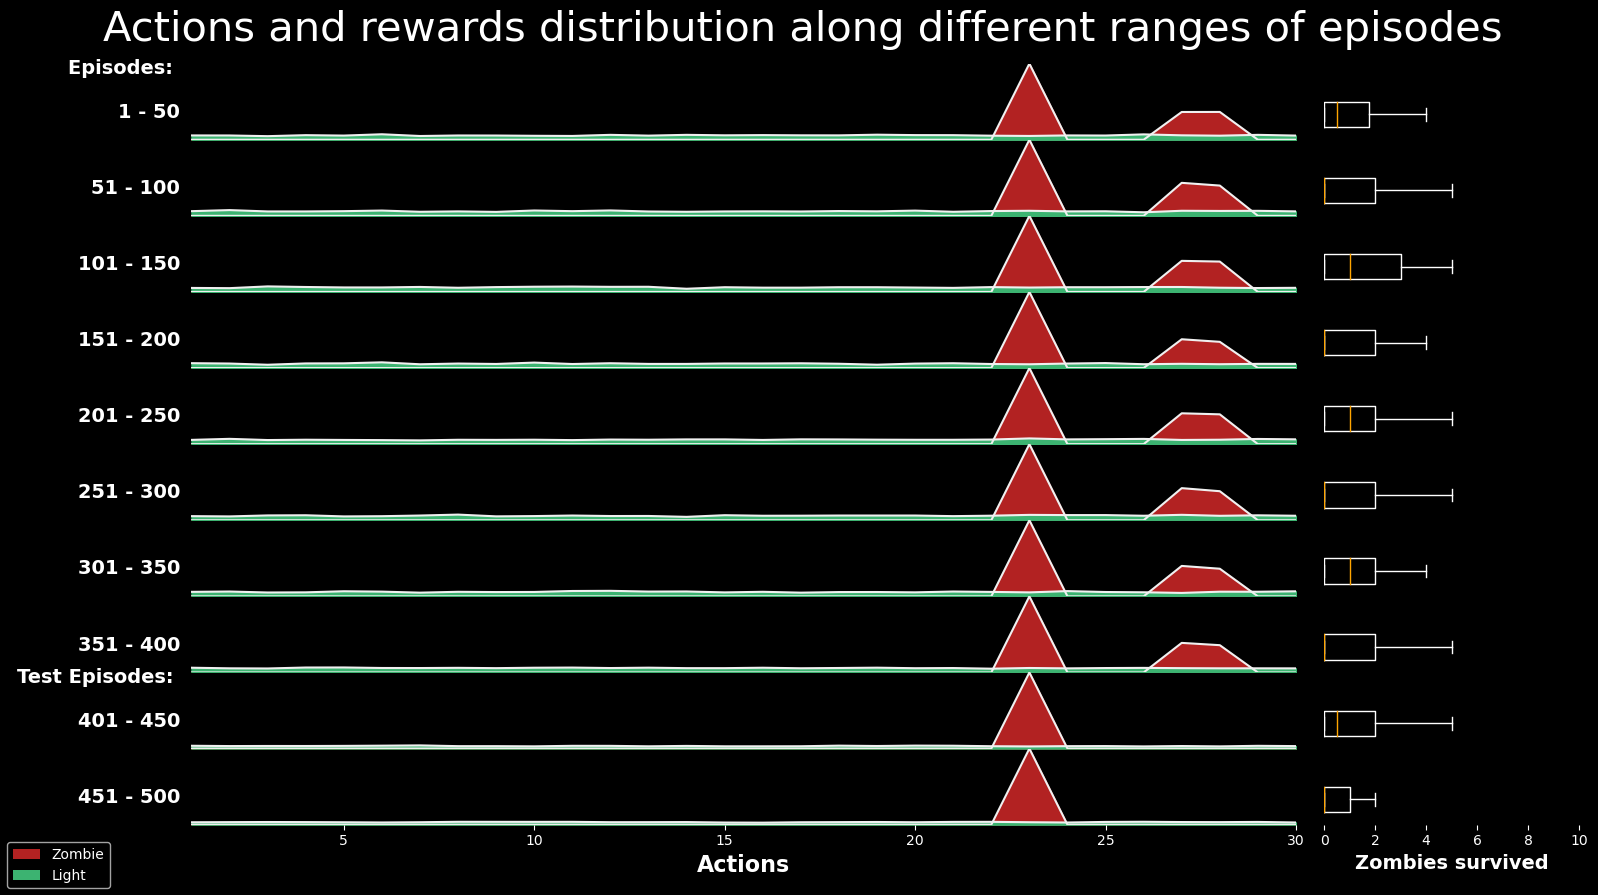 Actions and rewards distribution along different ranges of episodes
Episodes:
1 - 50
51 - 100
101 - 150
151 - 200
201 - 250
251 - 300
301 - 350
351 - 400
Test Episodes:
401 - 450
451 - 500
5 10 15 20 25 30
0 2 4 6 8 10
Actions
Zombies survived
Zombie
Light